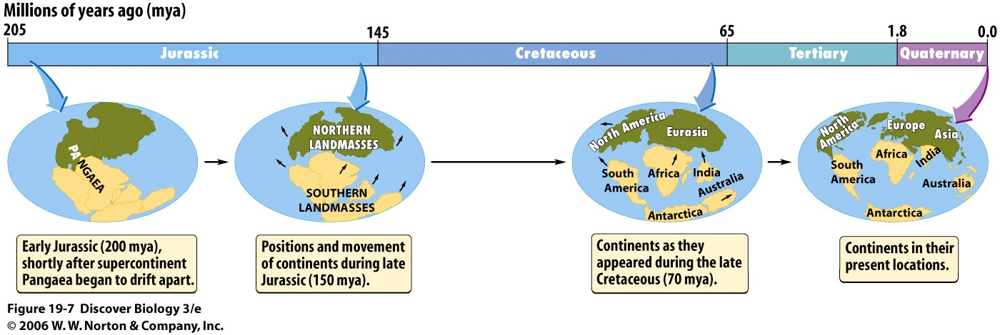 Millions of years ago (mya)
205 145 65 1.8 0.0
Jurassic Cretaceous Tertiary Quaternary
PANGAEA
NORTHERN
LANDMASSES
SOUTHERN
LANDMASSES
North America
Eurasia
South
America
Africa
India
Australia
Antarctica
North
America
Europe
Asia
Africa
India
South
America
Australia
Antarctica
Early Jurassic (200 mya),
shortly after supercontinent
Pangaea began to drift apart.
Positions and movement
of continents during late
Jurassic (150 mya).
Continents as they
appeared during the late
Cretaceous (70 mya).
Continents in their
present locations.
Figure 19-7 Discover Biology 3/e
© 2006 W. W. Norton & Company, Inc.